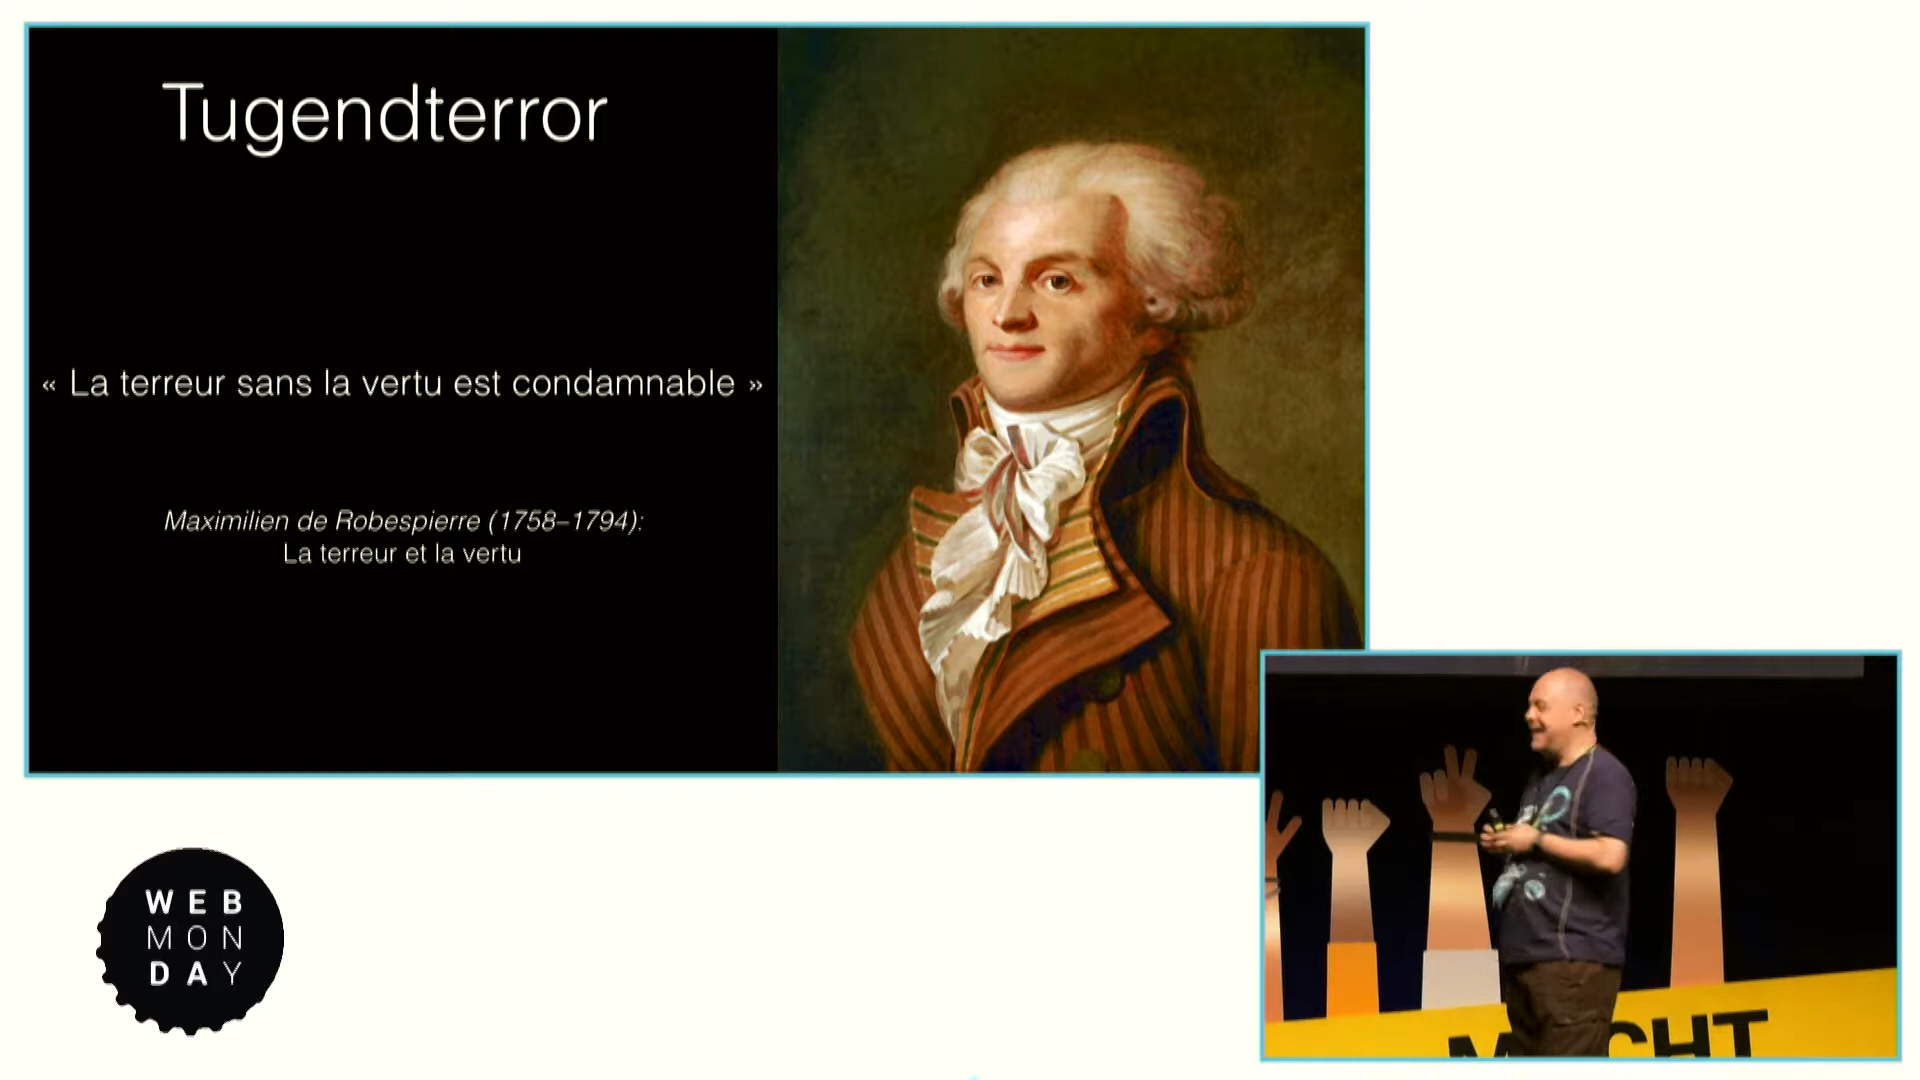 Tugendterror
« La terreur sans la vertu est condamnable »
Maximilien de Robespierre (1758–1794):
La terreur et la vertu
WEB
MON
DAY